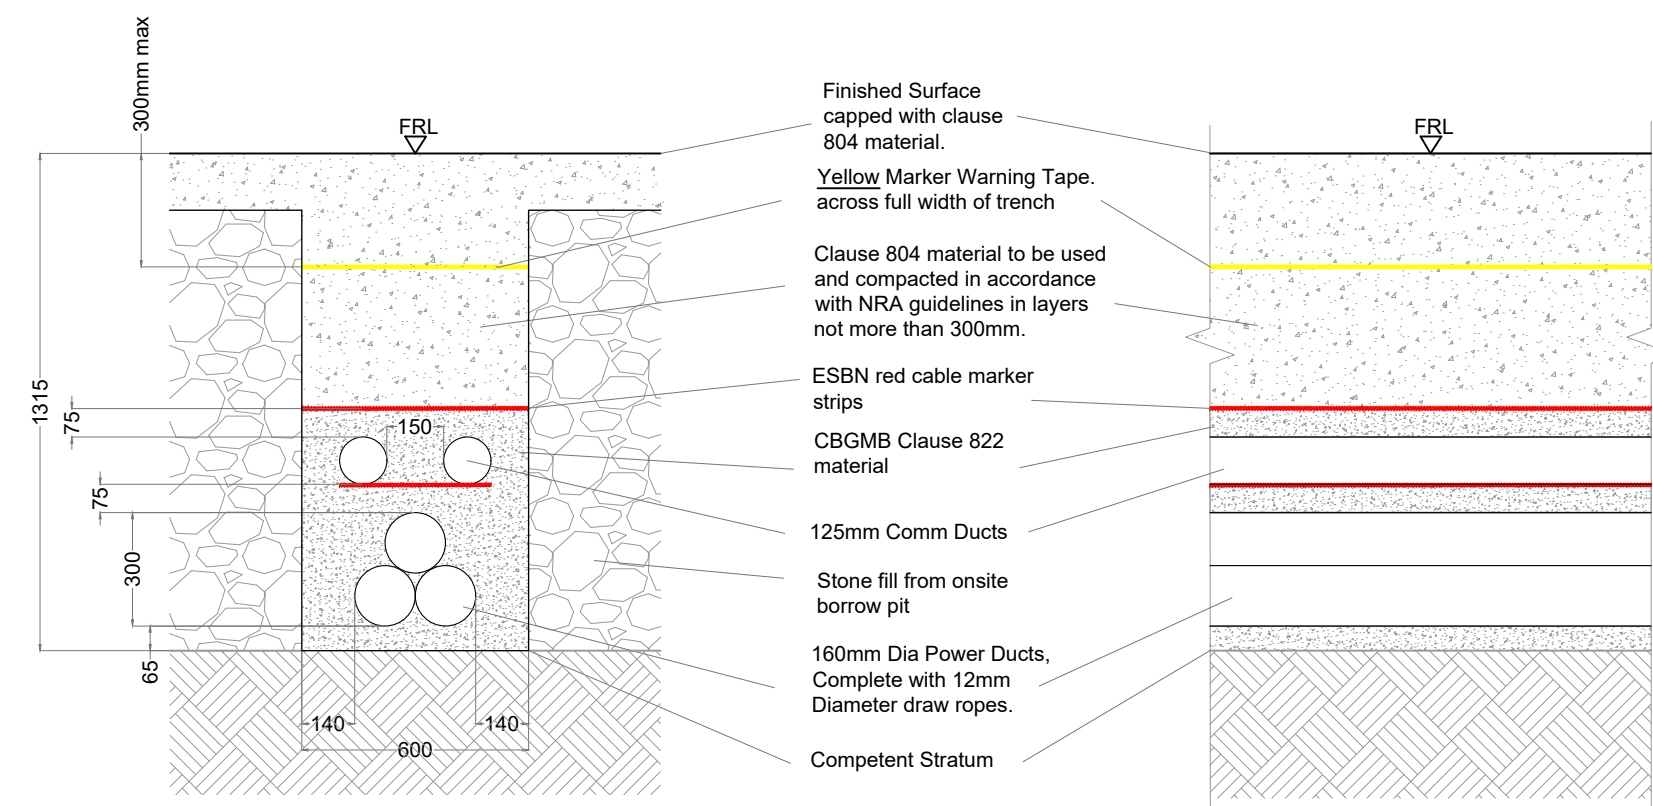 300mm max
FRL
1315
75
75
300
65
150
140
140
600
Finished Surface
capped with clause
804 material.
Yellow Marker Warning Tape.
across full width of trench
Clause 804 material to be used
and compacted in accordance
with NRA guidelines in layers
not more than 300mm.
ESBN red cable marker
strips
CBGMB Clause 822
material
125mm Comm Ducts
Stone fill from onsite
borrow pit
160mm Dia Power Ducts,
Complete with 12mm
Diameter draw ropes.
Competent Stratum
FRL